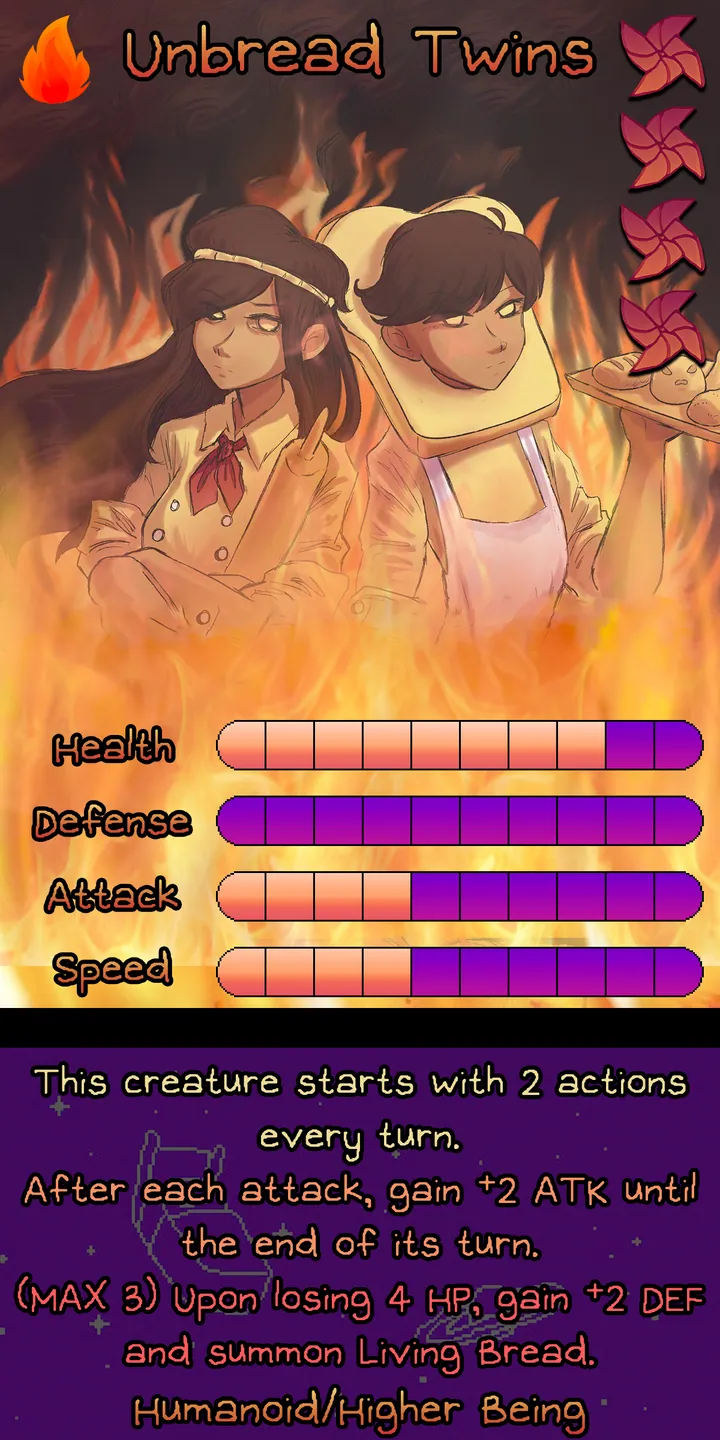 Unbread Twins
Health
Defense
Attack
Speed
This creature starts with 2 actions
every turn.
After each attack, gain +2 ATK until
the end of its turn.
(MAX 3) Upon losing 4 HP, gain +2 DEF
and summon Living Bread.
Humanoid/Higher Being